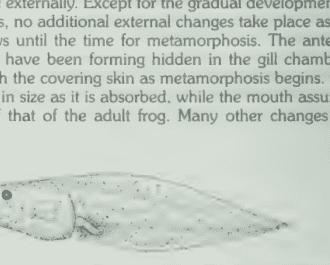 externally. Except for the gradual developmen
s, no additional external changes take place as
ws until the time for metamorphosis. The ante
have been forming hidden in the gill chamb
h the covering skin as metamorphosis begins.
in size as it is absorbed, while the mouth assu
that of the adult frog. Many other changes